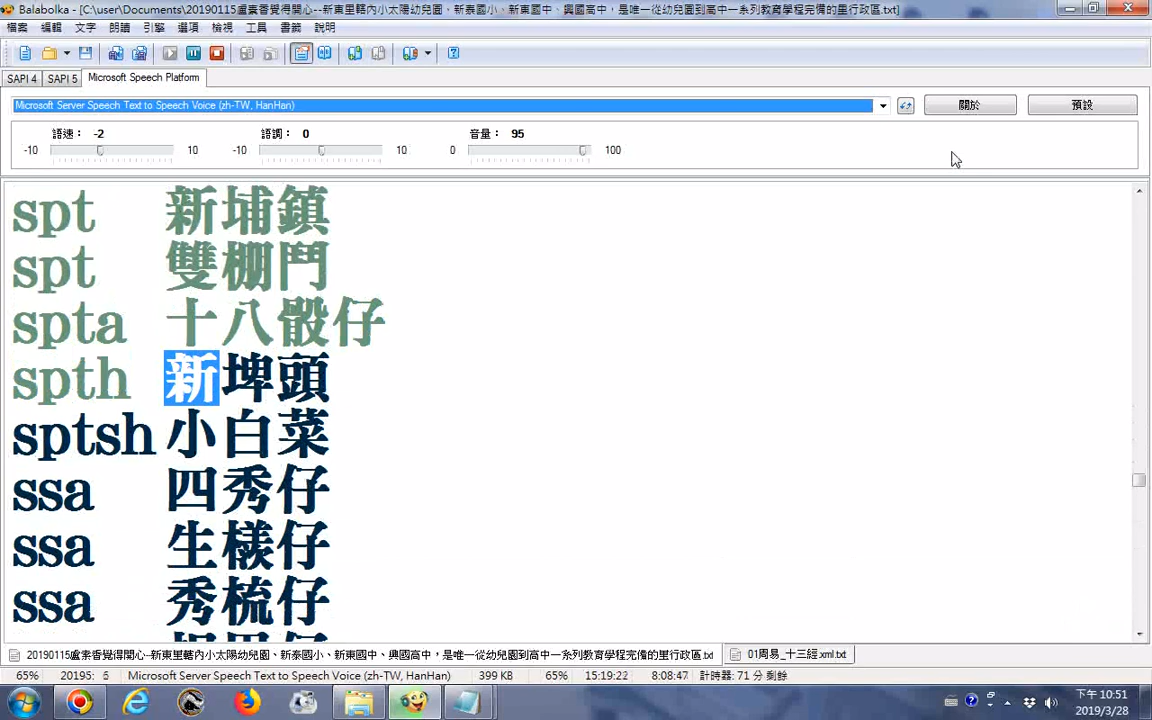 Balabolka - [C:\user\Documents\20190115盧素香覺得開心--新東里轄內小太陽幼兒園、新泰國小、新東國中、興國高中，是唯一從幼兒園到高中一系列教育學程完備的里行政區.txt]
檔案 編輯 文字 朗讀 引擎 選項 檢視 工具 書籤 說明
SAPI 4 SAPI 5 Microsoft Speech Platform
Microsoft Server Speech Text to Speech Voice (zh-TW, HanHan) 關於 預設
語速： -2 語調： 0 音量： 95
-10 10 -10 10 0 100
spt 新埔鎮
spt 雙棚鬥
spta 十八骰仔
spth 新埤頭
sptsh 小白菜
ssa 四秀仔
ssa 生檨仔
ssa 秀梳仔
20190115盧素香覺得開心--新東里轄內小太陽幼兒園、新泰國小、新東國中、興國高中，是唯一從幼兒園到高中一系列教育學程完備的里行政區.txt 01周易_十三經.xml.txt
65% 20195: 6 Microsoft Server Speech Text to Speech Voice (zh-TW, HanHan) 399 KB 65% 15:19:22 8:08:47 計時器: 71 分 剩餘
下午 10:51
2019/3/28